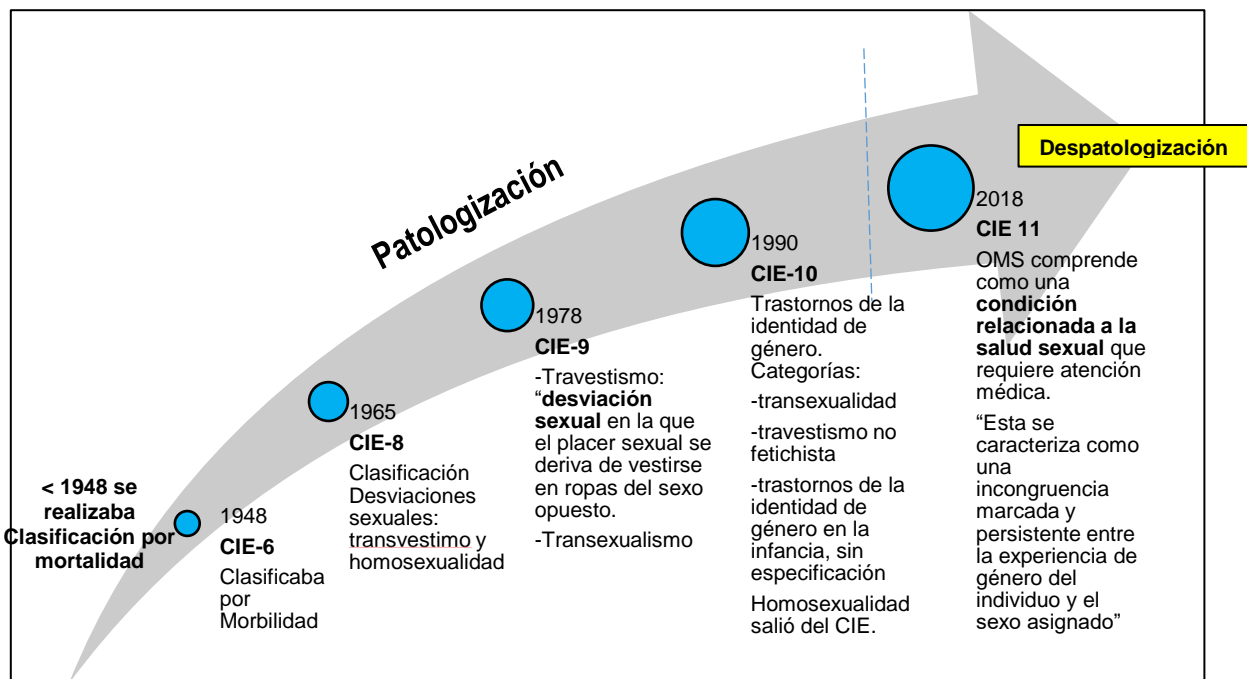 Patologización
Despatologización
< 1948 se
realizaba
Clasificación por
mortalidad
1948
CIE-6
Clasificaba
por
Morbilidad
1965
CIE-8
Clasificación
Desviaciones
sexuales:
transvestimo y
homosexualidad
1978
CIE-9
-Travestismo:
“desviación
sexual en la que
el placer sexual se
deriva de vestirse
en ropas del sexo
opuesto.
-Transexualismo
1990
CIE-10
Trastornos de la
identidad de
género.
Categorías:
-transexualidad
-travestismo no
fetichista
-trastornos de la
identidad de
género en la
infancia, sin
especificación
Homosexualidad
salió del CIE.
2018
CIE 11
OMS comprende
como una
condición
relacionada a la
salud sexual que
requiere atención
médica.
“Esta se
caracteriza como
una
incongruencia
marcada y
persistente entre
la experiencia de
género del
individuo y el
sexo asignado”